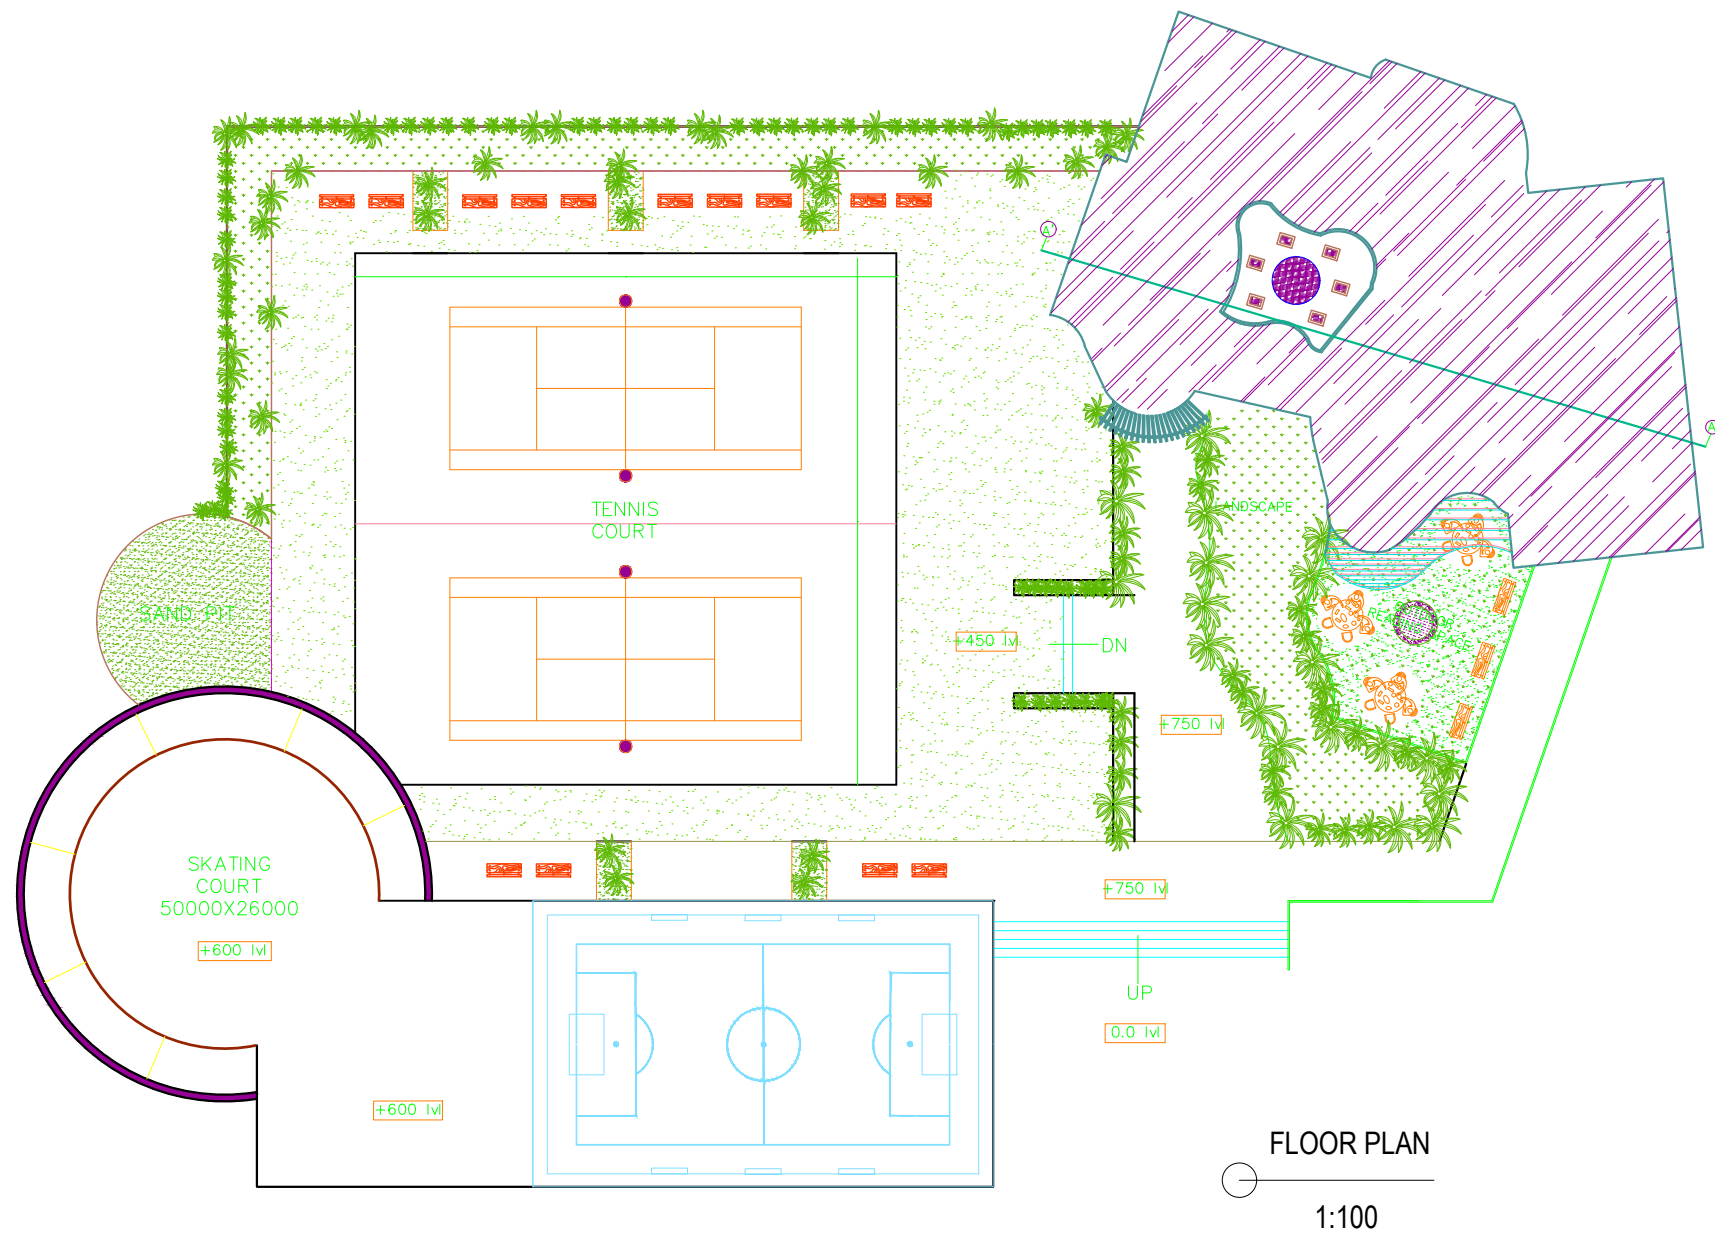 A'
A
TENNIS
COURT
LANDSCAPE
SAND PIT
+450 lvl
DN
+750 lvl
SKATING
COURT
50000X26000
+600 lvl
+750 lvl
UP
0.0 lvl
+600 lvl
FLOOR PLAN
1:100